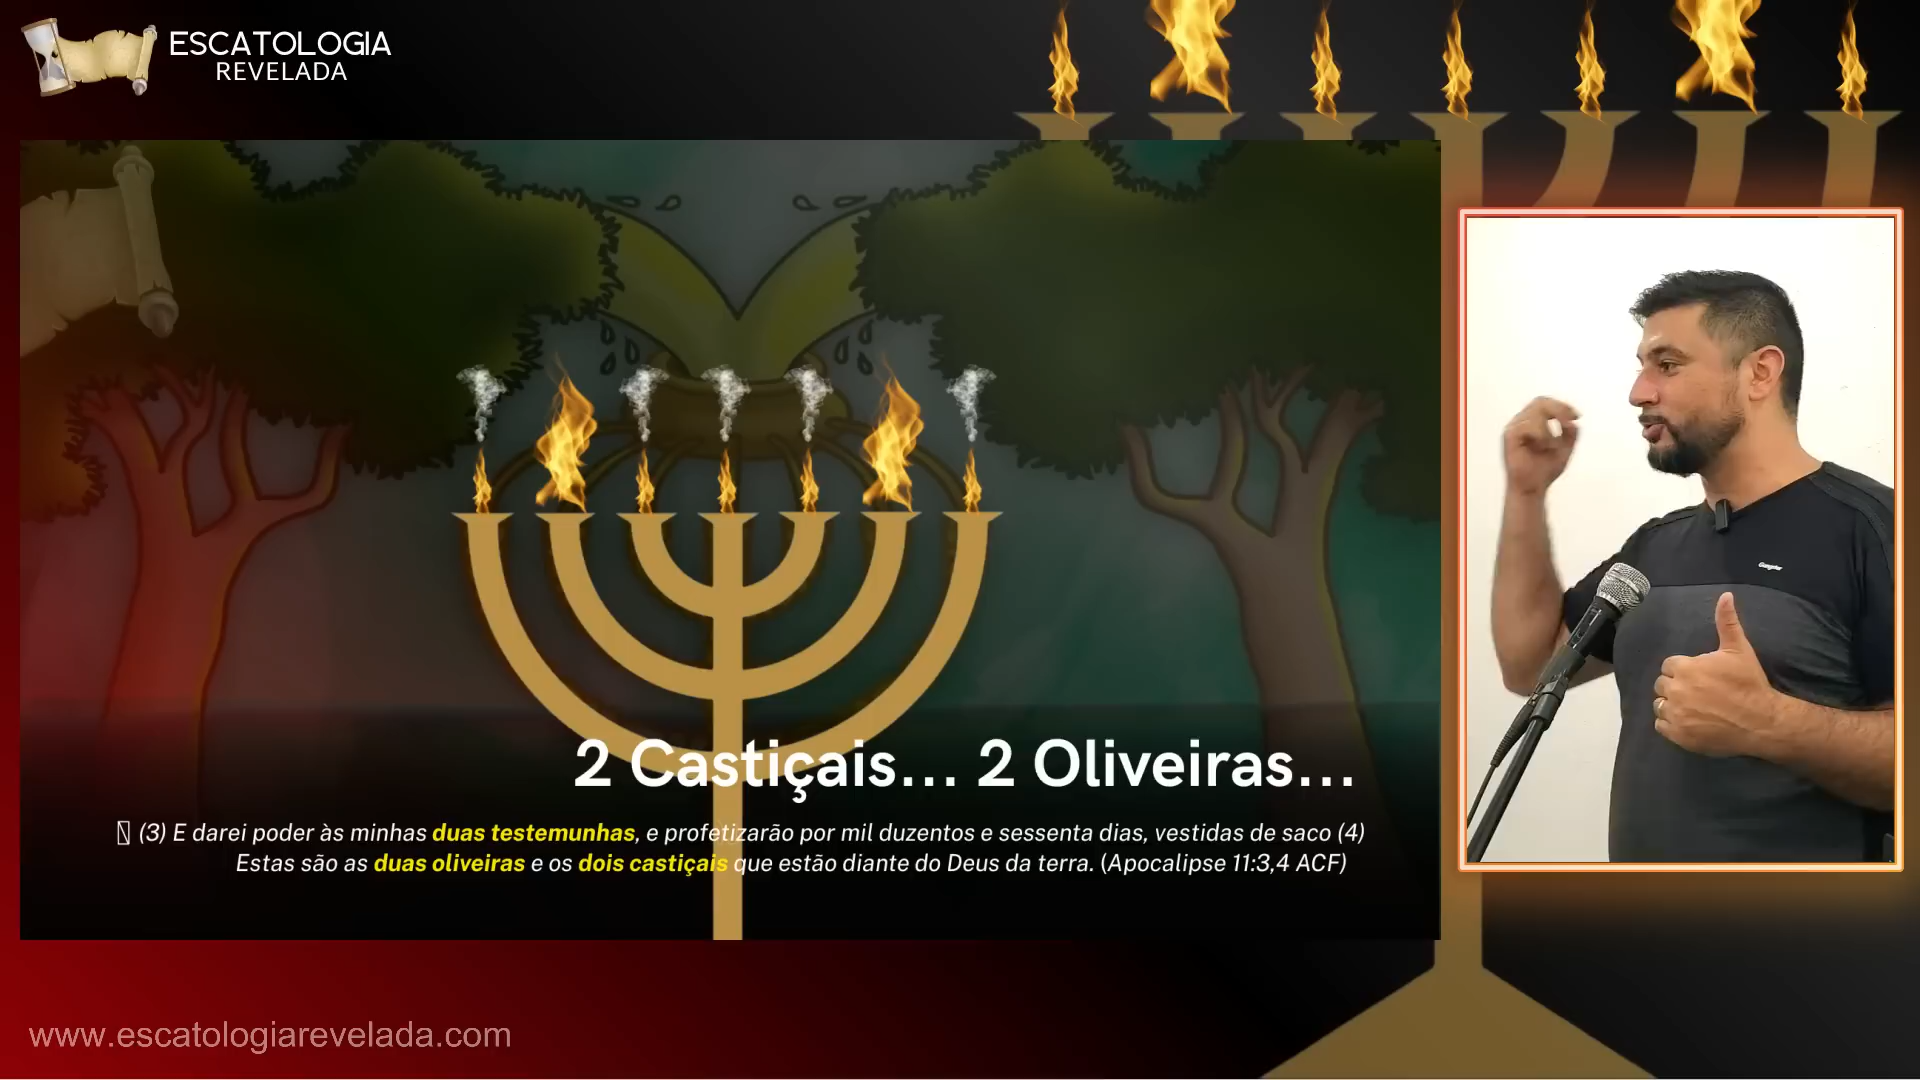 ESCATOLOGIA
REVELADA
2 Castiçais... 2 Oliveiras...
(3) E darei poder às minhas duas testemunhas, e profetizarão por mil duzentos e sessenta dias, vestidas de saco (4)
Estas são as duas oliveiras e os dois castiçais que estão diante do Deus da terra. (Apocalipse 11:3,4 ACF)
www.escatologiarevelada.com